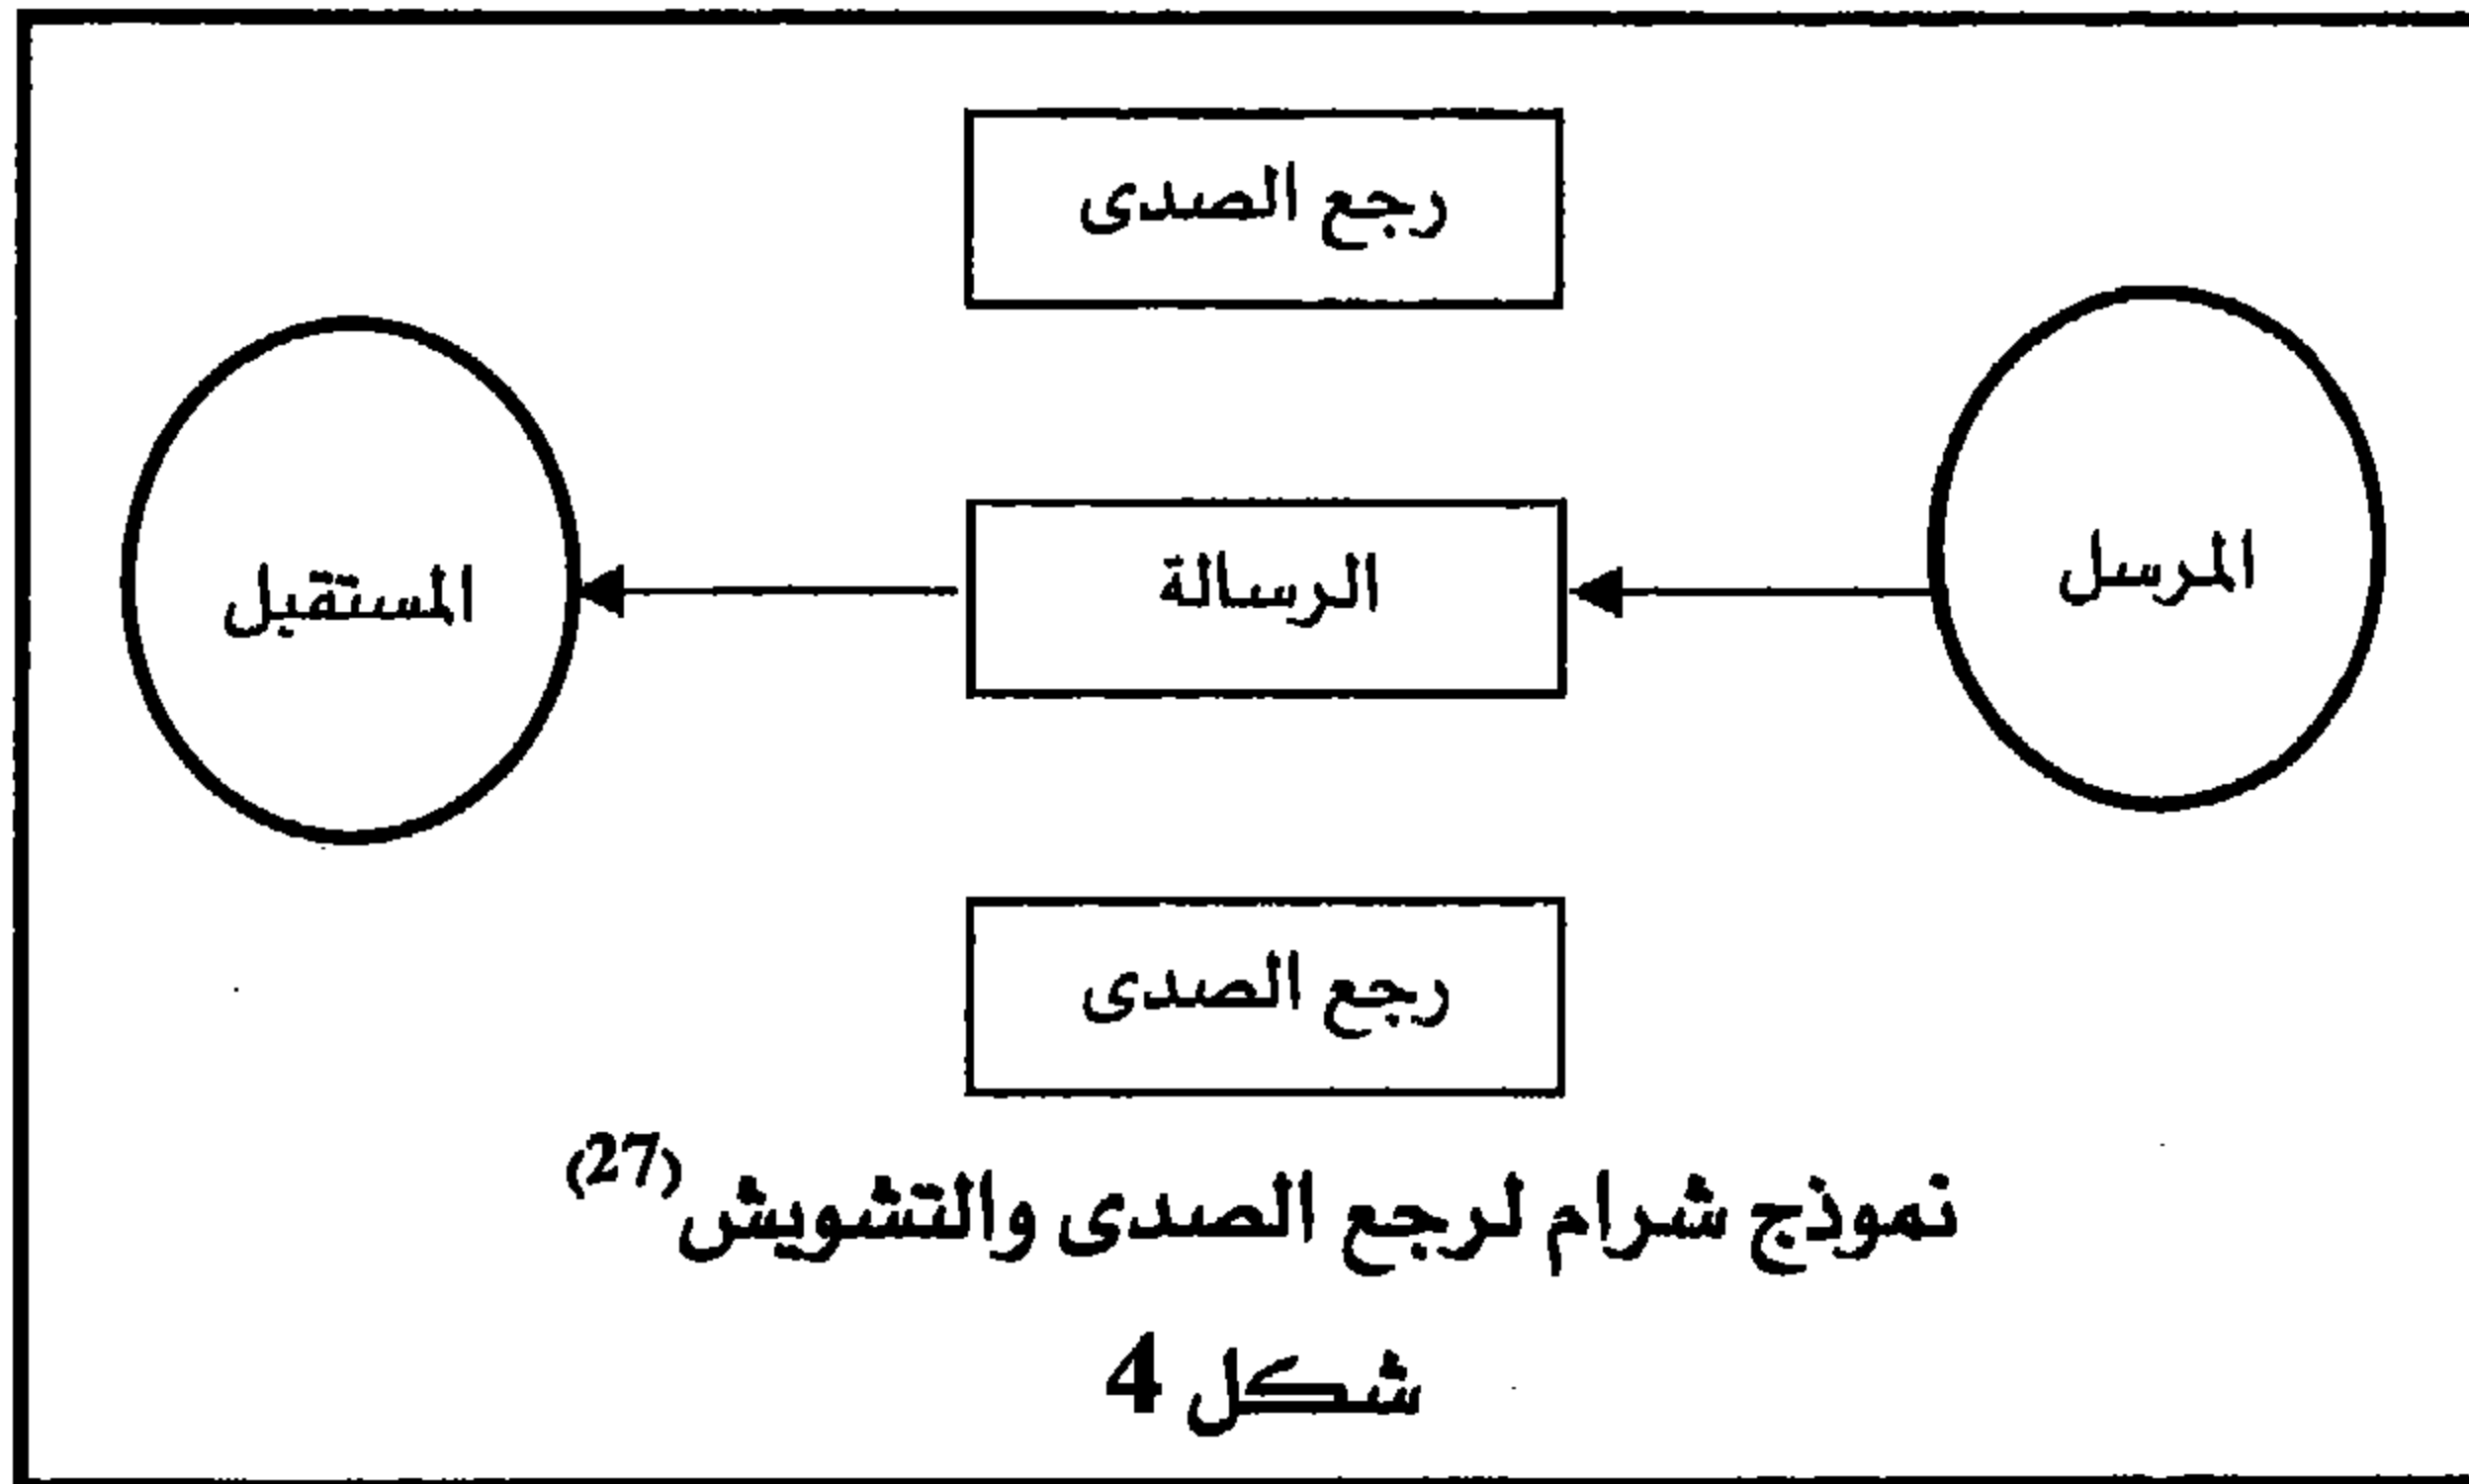 رجع الصدى
المرسل
الرسالة
المستقبل
رجع الصدى
نموذج شرام لرجع الصدى والتشويش (27)
شكل 4